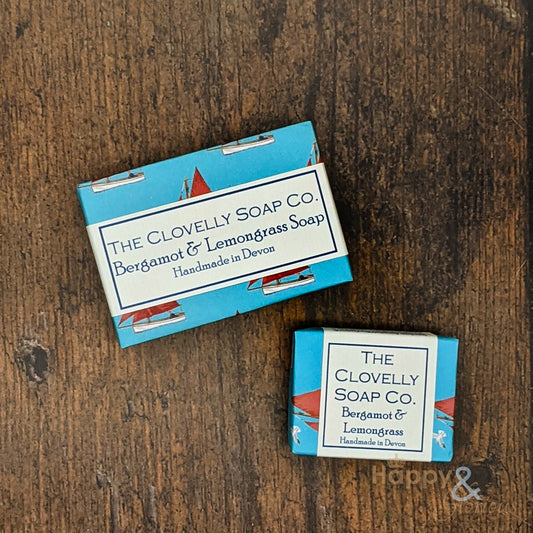 THE CLOVELLY SOAP CO.
Bergamot & Lemongrass Soap
Handmade in Devon
THE
CLOVELLY
SOAP CO.
Bergamot &
Lemongrass
Handmade in Devon
Happy
&